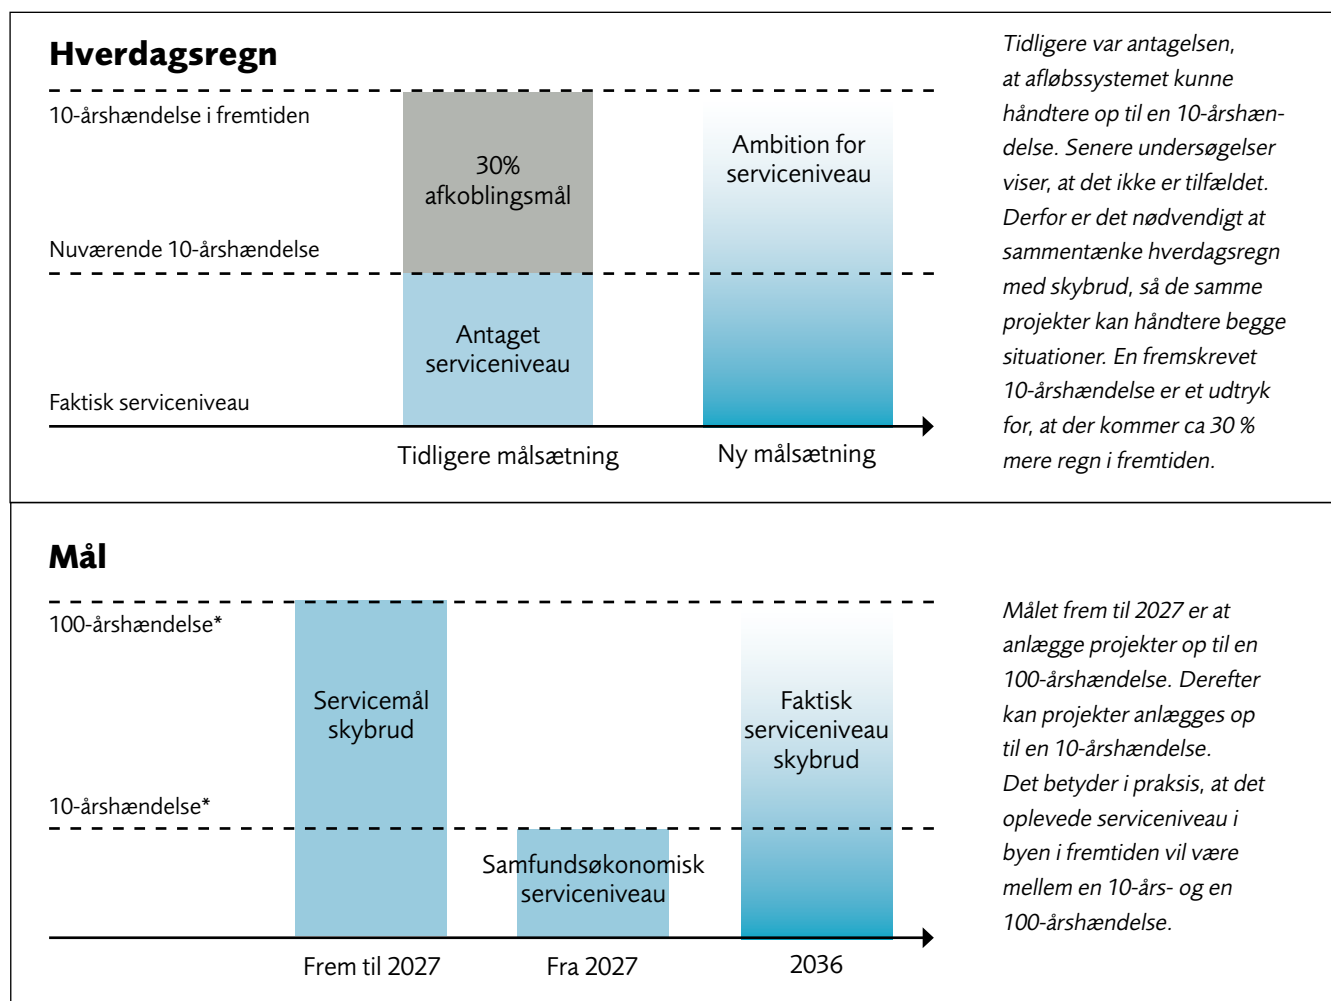 Hverdagsregn
10-årshændelse i fremtiden
Nuværende 10-årshændelse
Faktisk serviceniveau
30%
afkoblingsmål
Antaget
serviceniveau
Ambition for
serviceniveau
Tidligere målsætning
Ny målsætning
Tidligere var antagelsen,
at afløbssystemet kunne
håndtere op til en 10-årshæn-
delse. Senere undersøgelser
viser, at det ikke er tilfældet.
Derfor er det nødvendigt at
sammentænke hverdagsregn
med skybrud, så de samme
projekter kan håndtere begge
situationer. En fremskrevet
10-årshændelse er et udtryk
for, at der kommer ca 30 %
mere regn i fremtiden.
Mål
100-årshændelse*
10-årshændelse*
Servicemål
skybrud
Samfundsøkonomisk
serviceniveau
Faktisk
serviceniveau
skybrud
Frem til 2027
Fra 2027
2036
Målet frem til 2027 er at
anlægge projekter op til en
100-årshændelse. Derefter
kan projekter anlægges op
til en 10-årshændelse.
Det betyder i praksis, at det
oplevede serviceniveau i
byen i fremtiden vil være
mellem en 10-års- og en
100-årshændelse.